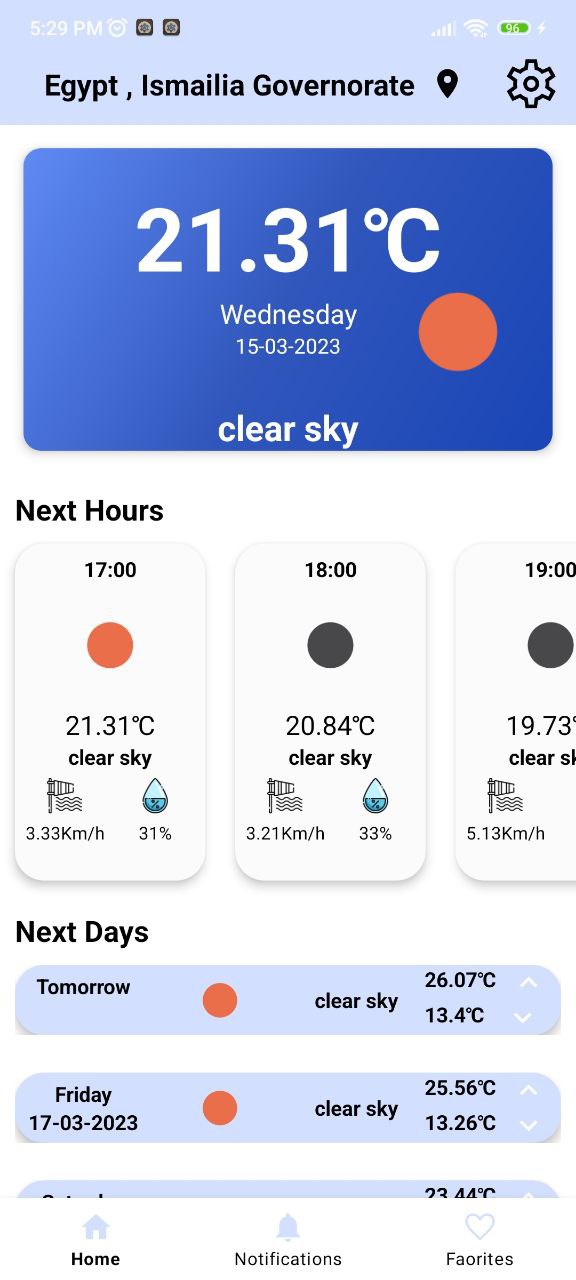 5:29 PM
96
Egypt , Ismailia Governorate
21.31°C
Wednesday
15-03-2023
clear sky
Next Hours
17:00 18:00 19:00
21.31°C 20.84°C 19.73°
clear sky clear sky clear sk
% % 
3.33Km/h 31% 3.21Km/h 33% 5.13Km/h
Next Days
Tomorrow clear sky 26.07°C
13.4°C
Friday clear sky 25.56°C
17-03-2023 13.26°C
23.44°C
Home Notifications Faorites